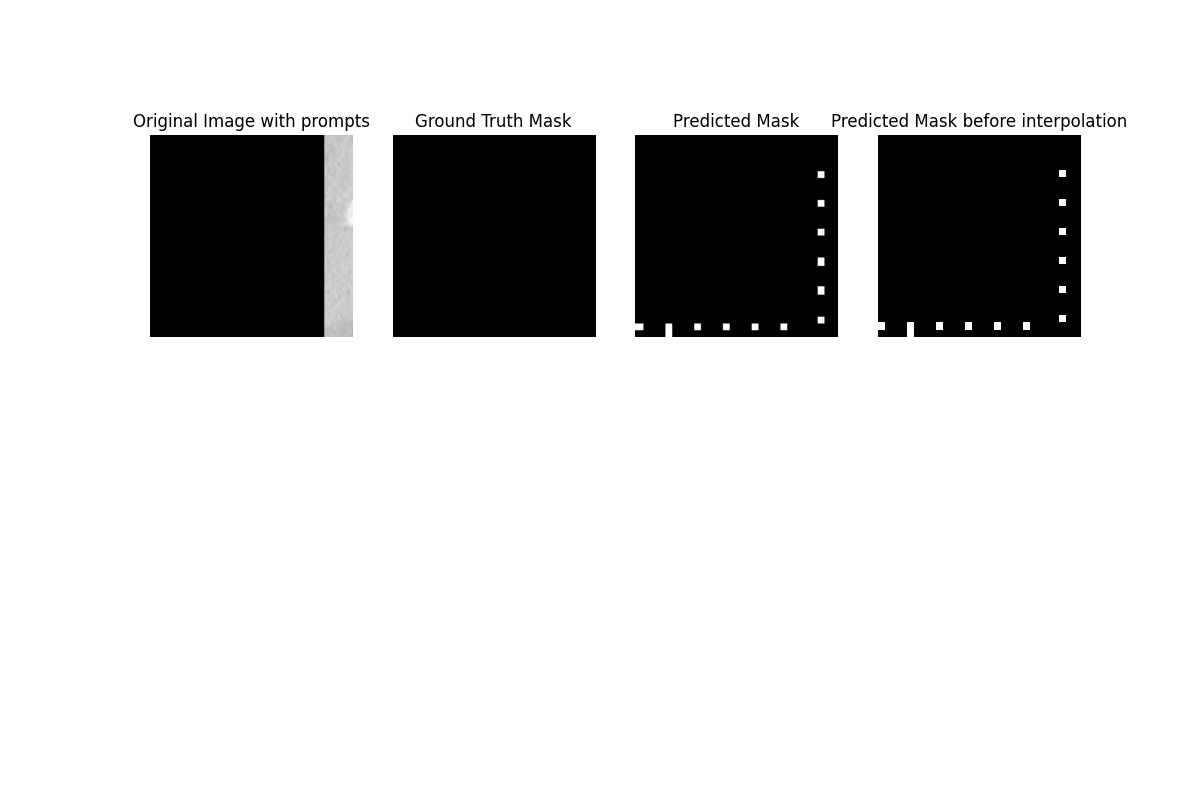 Original Image with prompts
Ground Truth Mask
Predicted Mask
Predicted Mask before interpolation